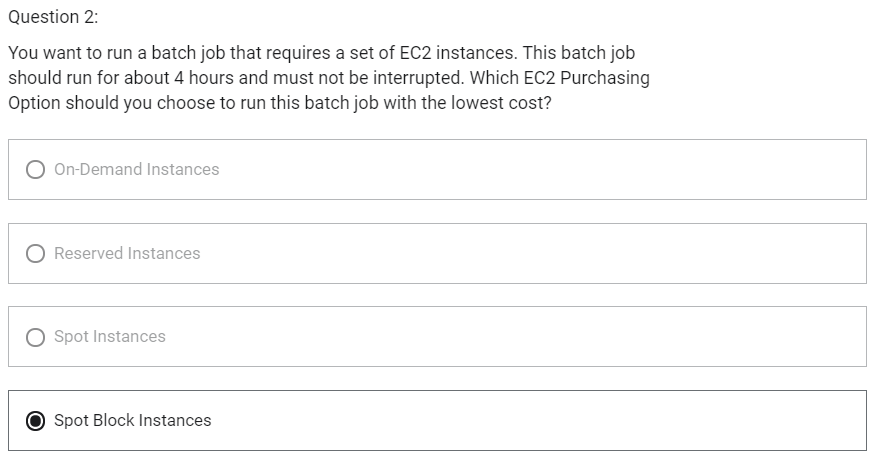 Question 2:
You want to run a batch job that requires a set of EC2 instances. This batch job
should run for about 4 hours and must not be interrupted. Which EC2 Purchasing
Option should you choose to run this batch job with the lowest cost?
On-Demand Instances
Reserved Instances
Spot Instances
Spot Block Instances